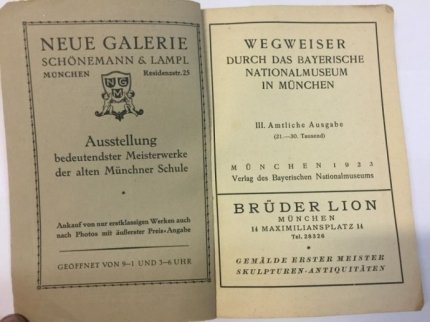 NEUE GALERIE
SCHÖNEMANN & LAMPL
MÜNCHEN Residenzstr. 25
NGM
Ausstellung
bedeutendster Meisterwerke
der alten Münchner Schule
Ankauf von nur erstklassigen Werken auch
nach Photos mit äußerster Preis-Angabe
GEÖFFNET VON 9–1 UND 3–6 UHR
WEGWEISER
DURCH DAS BAYERISCHE
NATIONALMUSEUM
IN MÜNCHEN
III. Amtliche Ausgabe
(21.—30. Tausend)
MÜNCHEN 1923
Verlag des Bayerischen Nationalmuseums
BRÜDER LION
MÜNCHEN
14 MAXIMILIANSPLATZ 14
Tel. 28326
GEMÄLDE ERSTER MEISTER
SKULPTUREN-ANTIQUITÄTEN